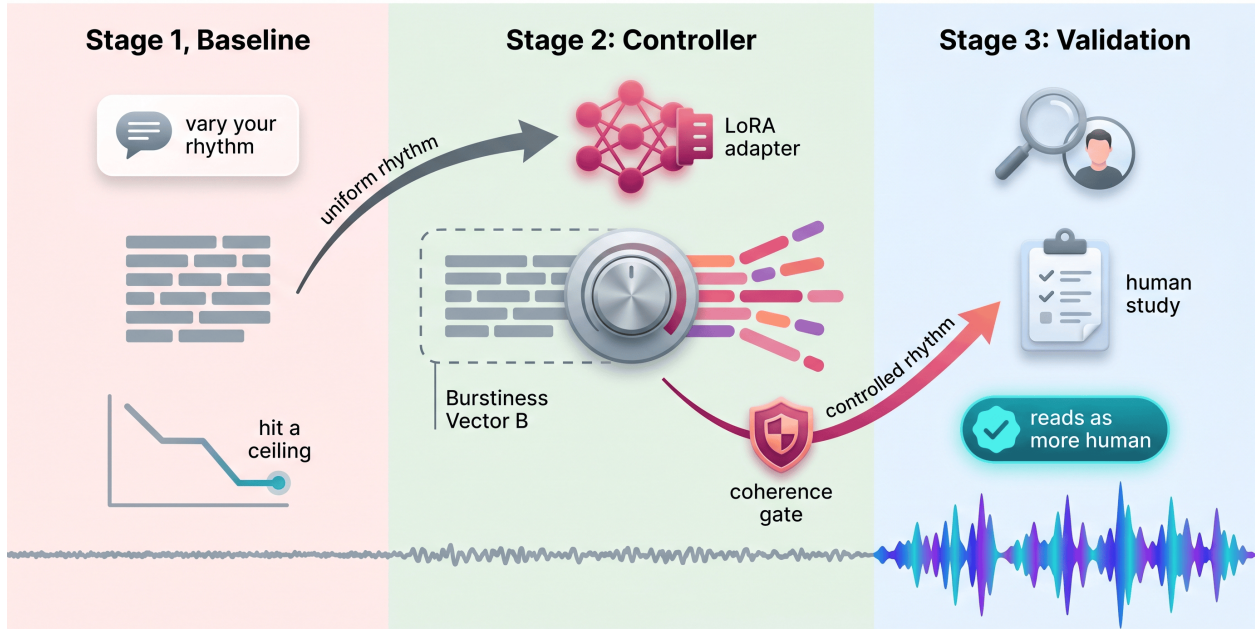 Stage 1, Baseline
vary your
rhythm
uniform rhythm
hit a
ceiling
Stage 2: Controller
LoRA
adapter
Burstiness
Vector B
coherence
gate
controlled rhythm
Stage 3: Validation
human
study
reads as
more human